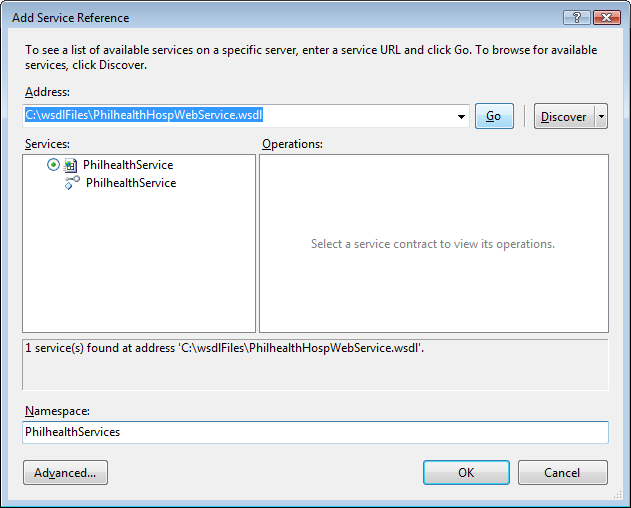 Add Service Reference
To see a list of available services on a specific server, enter a service URL and click Go. To browse for available
services, click Discover.
Address:
C:\wsdlFiles\PhilhealthHospWebService.wsdl
Go
Discover
Services:
Operations:
PhilhealthService
PhilhealthService
Select a service contract to view its operations.
1 service(s) found at address 'C:\wsdlFiles\PhilhealthHospWebService.wsdl'.
Namespace:
PhilhealthServices
Advanced...
OK
Cancel